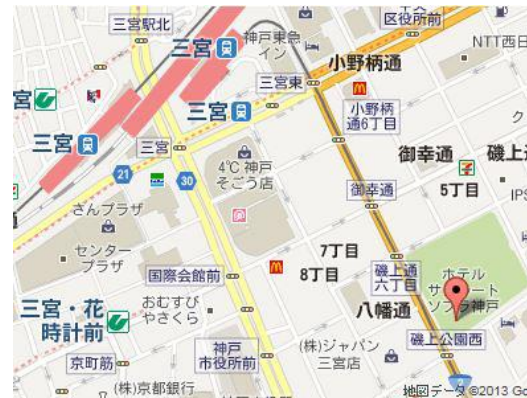 三宮駅北
区役所前
三宮
神戸東急
イン
小野柄通
NTT西日
三宮東
宮
三宮
小野柄
通6丁目
三宮
三宮
御幸通
磯上
21
30
4℃ 神戸
そごう店
5丁目
IPS
御幸通
さんプラザ
センター
プラザ
7丁目
8丁目
国際会館前
磯上通
六丁目
ホテル
サ
ート
ソ
ラ神戸
三宮・花
時計前
おむすび
やさくら
八幡通
神戸
市役所前
(株)ジャパン
三宮店
磯上公園西
京町筋
(株)京都銀行
2
地図データ ©2013 Go